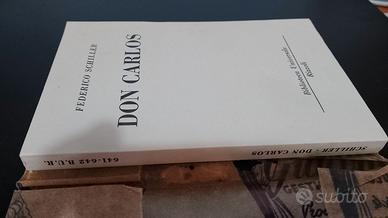 FEDERICO SCHILLER
DON CARLOS
Biblioteca Universale
Rizzoli
641-642 B.U.R.
SCHILLER - DON CARLOS
subito